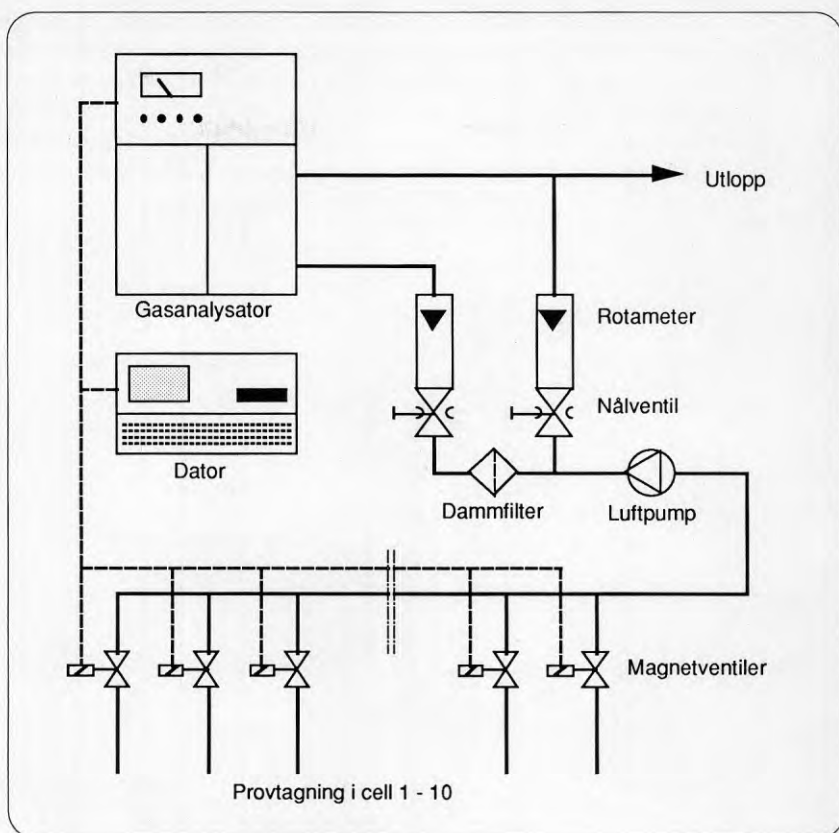 Utlopp
Gasanalysator
Rotameter
Nålventil
Dator
Dammfilter
Luftpump
Magnetventiler
Provtagning i cell 1 - 10